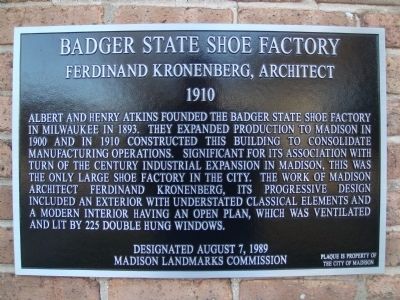 BADGER STATE SHOE FACTORY
FERDINAND KRONENBERG, ARCHITECT
1910
ALBERT AND HENRY ATKINS FOUNDED THE BADGER STATE SHOE FACTORY
IN MILWAUKEE IN 1893. THEY EXPANDED PRODUCTION TO MADISON IN
1900 AND IN 1910 CONSTRUCTED THIS BUILDING TO CONSOLIDATE
MANUFACTURING OPERATIONS. SIGNIFICANT FOR ITS ASSOCIATION WITH
TURN OF THE CENTURY INDUSTRIAL EXPANSION IN MADISON, THIS WAS
THE ONLY LARGE SHOE FACTORY IN THE CITY. THE WORK OF MADISON
ARCHITECT FERDINAND KRONENBERG, ITS PROGRESSIVE DESIGN
INCLUDED AN EXTERIOR WITH UNDERSTATED CLASSICAL ELEMENTS AND
A MODERN INTERIOR HAVING AN OPEN PLAN, WHICH WAS VENTILATED
AND LIT BY 225 DOUBLE HUNG WINDOWS.
DESIGNATED AUGUST 7, 1989
MADISON LANDMARKS COMMISSION
PLAQUE IS PROPERTY OF
THE CITY OF MADISON